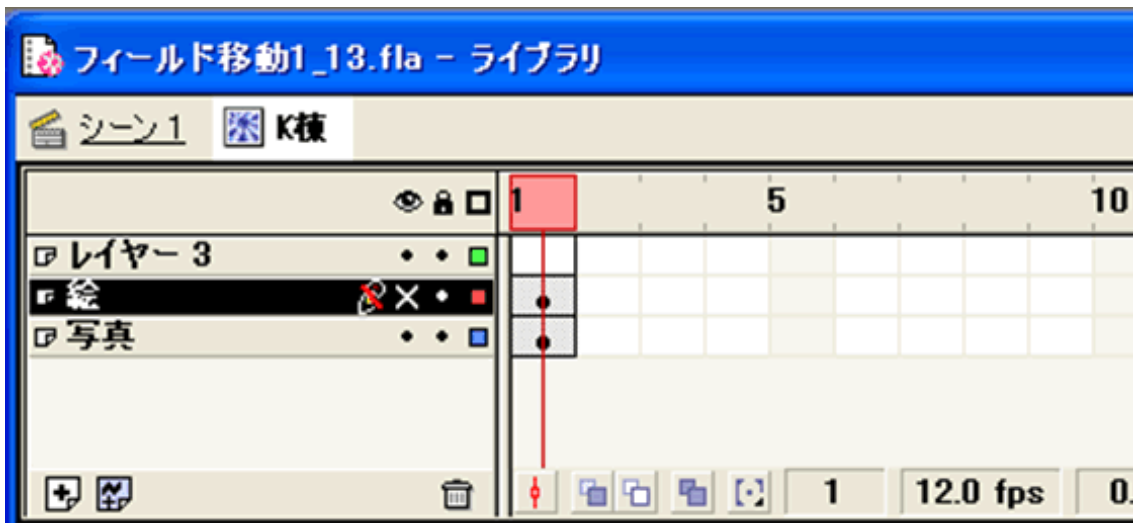 フィールド移動1_13.fla - ライブラリ
シーン1 K棟
1 5 10
レイヤー 3
絵
写真
1 12.0 fps 0.